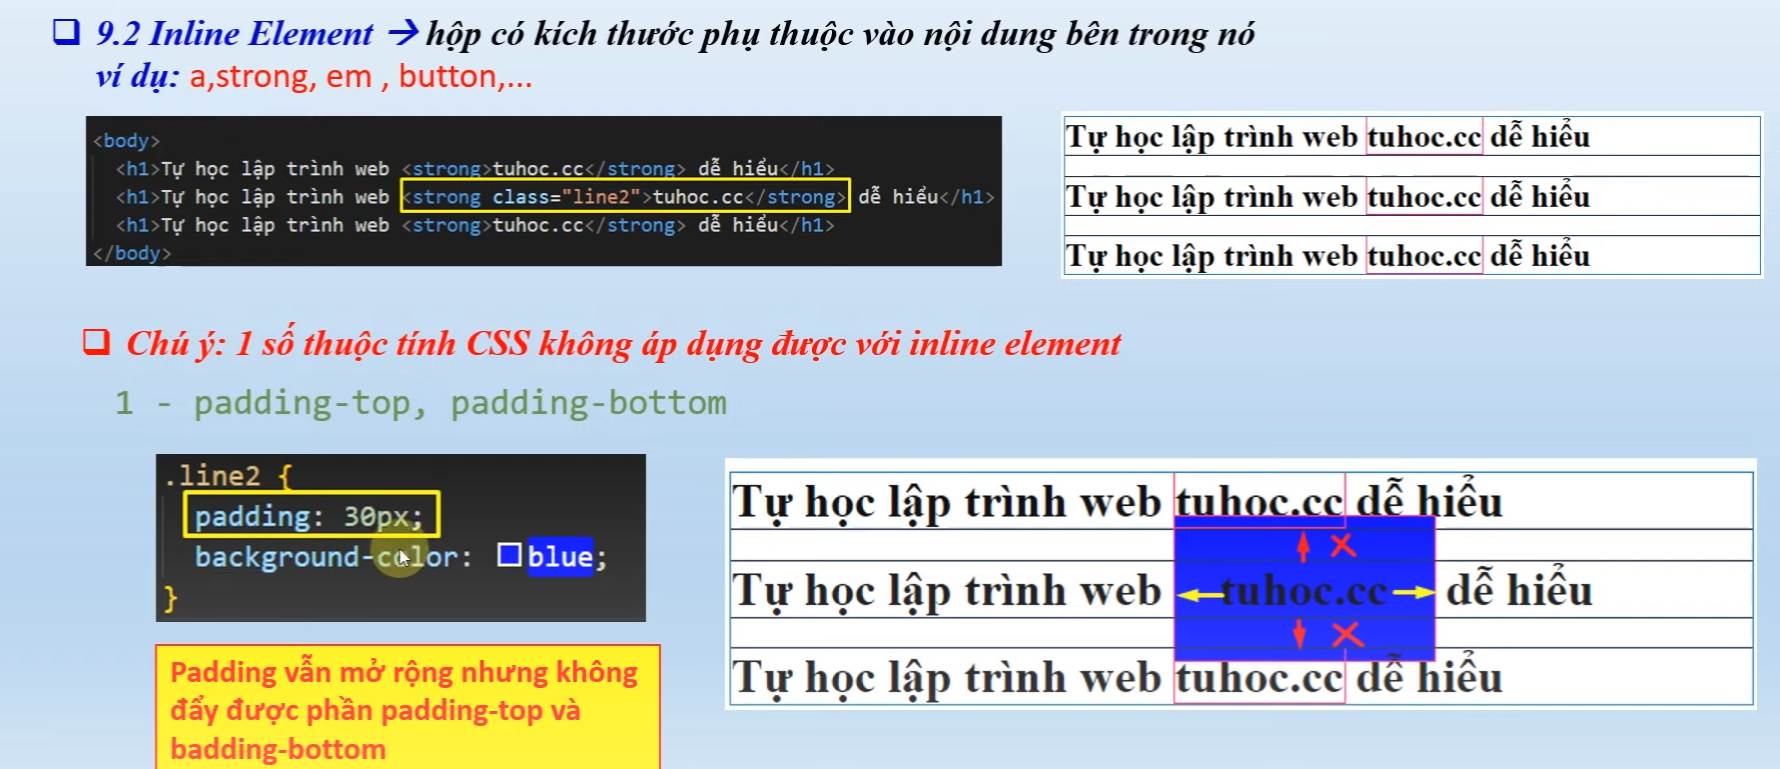 9.2 Inline Element → hộp có kích thước phụ thuộc vào nội dung bên trong nó
ví dụ: a,strong, em , button,...
<body>
<h1>Tự học lập trình web <strong>tuhoc.cc</strong> dễ hiểu</h1>
<h1>Tự học lập trình web <strong class="line2">tuhoc.cc</strong> dễ hiểu</h1>
<h1>Tự học lập trình web <strong>tuhoc.cc</strong> dễ hiểu</h1>
</body>
Tự học lập trình web tuhoc.cc dễ hiểu
Tự học lập trình web tuhoc.cc dễ hiểu
Tự học lập trình web tuhoc.cc dễ hiểu
Chú ý: 1 số thuộc tính CSS không áp dụng được với inline element
1 - padding-top, padding-bottom
.line2 {
padding: 30px;
background-color: blue;
}
Padding vẫn mở rộng nhưng không
đẩy được phần padding-top và
badding-bottom
Tự học lập trình web tuhoc.cc dễ hiểu
Tự học lập trình web tuhoc.cc dễ hiểu
Tự học lập trình web tuhoc.cc dễ hiểu